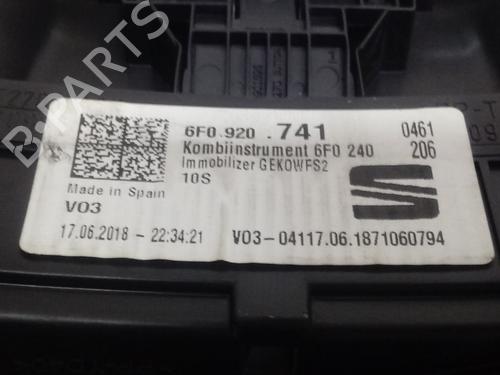 6F0.920 .741 0461
Kombiinstrument 6F0 240 206
Immobilizer GEKOWFS2
10S
Made in Spain
V03
17.06.2018 - 22:34:21 V03-04117.06.1871060794